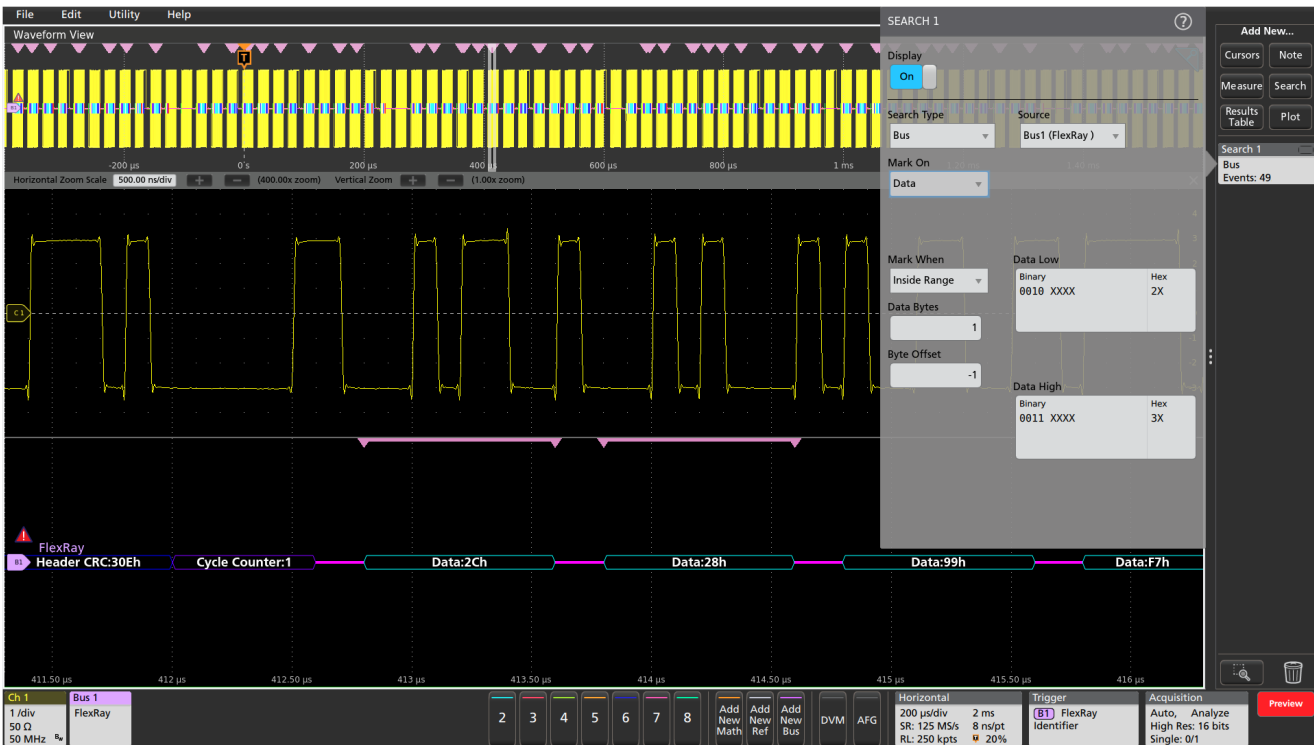 File Edit Utility Help
Waveform View
T
B1
-200 µs 0 s 200 µs 400 µs 600 µs 800 µs 1 ms
Horizontal Zoom Scale 500.00 ns/div + − (400.00x zoom) Vertical Zoom + − (1.00x zoom)
C1
SEARCH 1 ?
Display
On
Search Type Source
Bus Bus1 (FlexRay )
Mark On
Data
Mark When Data Low
Inside Range
Binary Hex
0010 XXXX 2X
Data Bytes
1
Byte Offset
-1
Data High
Binary Hex
0011 XXXX 3X
Add New...
Cursors Note
Measure Search
Results
Table
Plot
Search 1
Bus
Events: 49
FlexRay
B1 Header CRC:30Eh Cycle Counter:1 Data:2Ch Data:28h Data:99h Data:F7h
411.50 µs 412 µs 412.50 µs 413 µs 413.50 µs 414 µs 414.50 µs 415 µs 415.50 µs 416 µs
Ch 1
1 /div
50 Ω
50 MHz BW
Bus 1
FlexRay
2 3 4 5 6 7 8
Add
New
Math
Add
New
Ref
Add
New
Bus
DVM AFG
Horizontal
200 µs/div 2 ms
SR: 125 MS/s 8 ns/pt
RL: 250 kpts T 20%
Trigger
B1 FlexRay
Identifier
Acquisition
Auto, Analyze
High Res: 16 bits
Single: 0/1
Preview